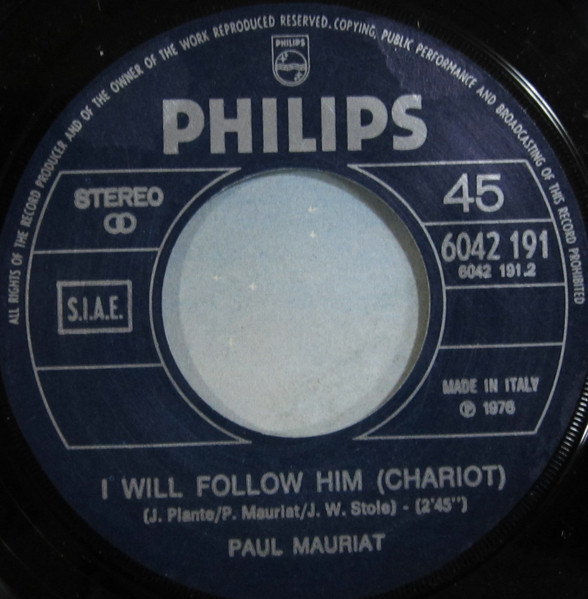 ALL RIGHTS OF THE RECORD PRODUCER AND OF THE OWNER OF THE WORK REPRODUCED RESERVED. COPYING, PUBLIC PERFORMANCE AND BROADCASTING OF THIS RECORD PROHIBITED
PHILIPS
PHILIPS
STEREO
45
6042 191
6042 191.2
S.I.A.E.
MADE IN ITALY
℗ 1976
I WILL FOLLOW HIM (CHARIOT)
(J. Plante/P. Mauriat/J. W. Stole) - (2'45")
PAUL MAURIAT